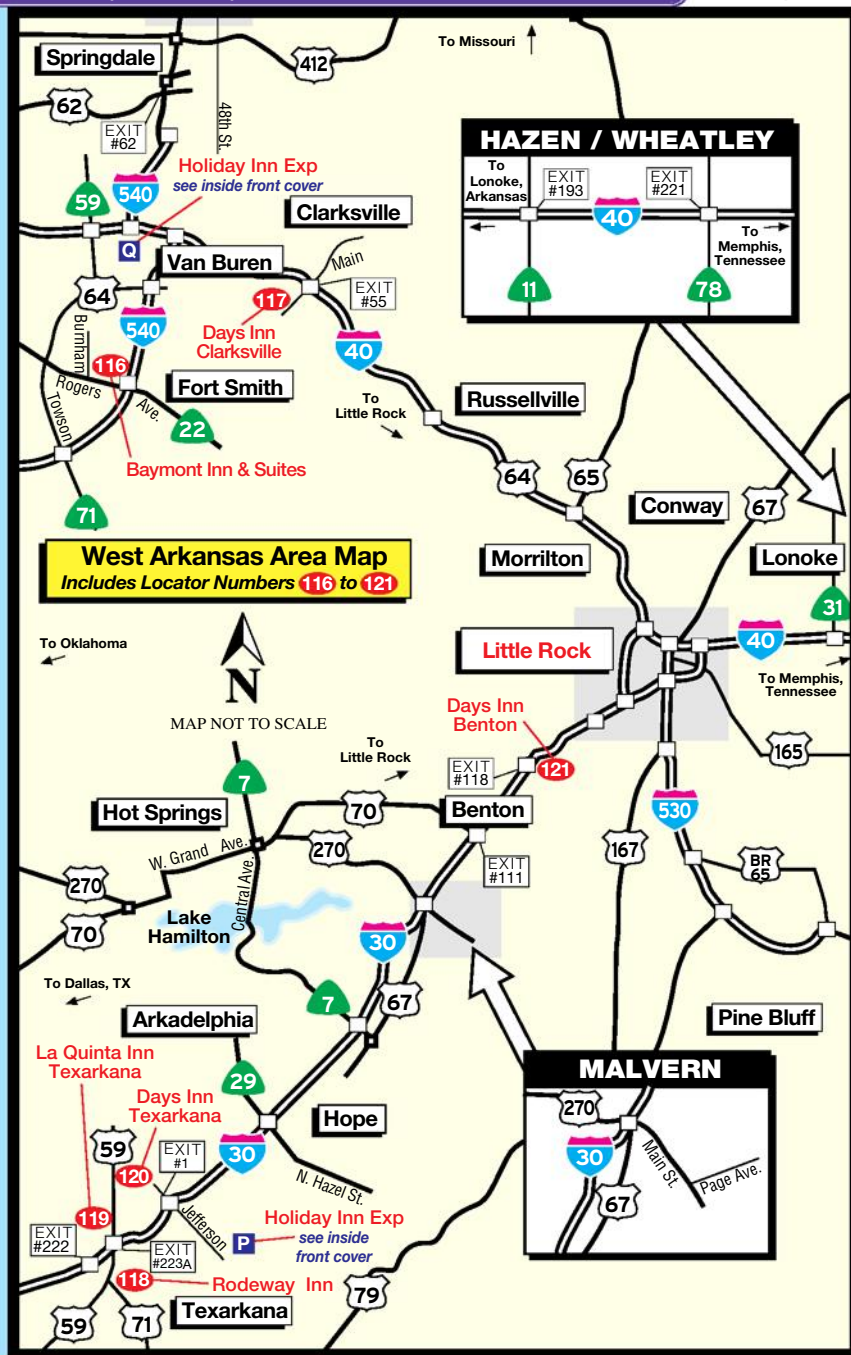 Springdale
412
To Missouri
62
EXIT
#62
48th St.
HAZEN / WHEATLEY
To
Lonoke,
Arkansas
EXIT
#193
EXIT
#221
40
To
Memphis,
Tennessee
11
78
Holiday Inn Exp
see inside front cover
59
540
Q
Clarksville
Van Buren
Main
EXIT
#55
117
Days Inn
Clarksville
64
540
Burnham
116
Rogers
Ave.
Towson
Fort Smith
22
40
To
Little Rock
Russellville
Baymont Inn & Suites
71
64
65
Conway
67
Morrilton
Lonoke
31
West Arkansas Area Map
Includes Locator Numbers 116 to 121
To Oklahoma
N
MAP NOT TO SCALE
Little Rock
40
To Memphis,
Tennessee
Days Inn
Benton
To
Little Rock
EXIT
#118
121
165
7
Hot Springs
70
Benton
530
W. Grand Ave.
270
EXIT
#111
167
BR
65
270
70
Central Ave.
Lake
Hamilton
30
To Dallas, TX
7
67
Arkadelphia
Pine Bluff
La Quinta Inn
Texarkana
29
MALVERN
Days Inn
Texarkana
Hope
270
30
Main St.
Page Ave.
67
59
120
EXIT
#1
30
N. Hazel St.
119
Jefferson
EXIT
#222
EXIT
#223A
P
Holiday Inn Exp
see inside
front cover
118
Rodeway Inn
79
59
71
Texarkana